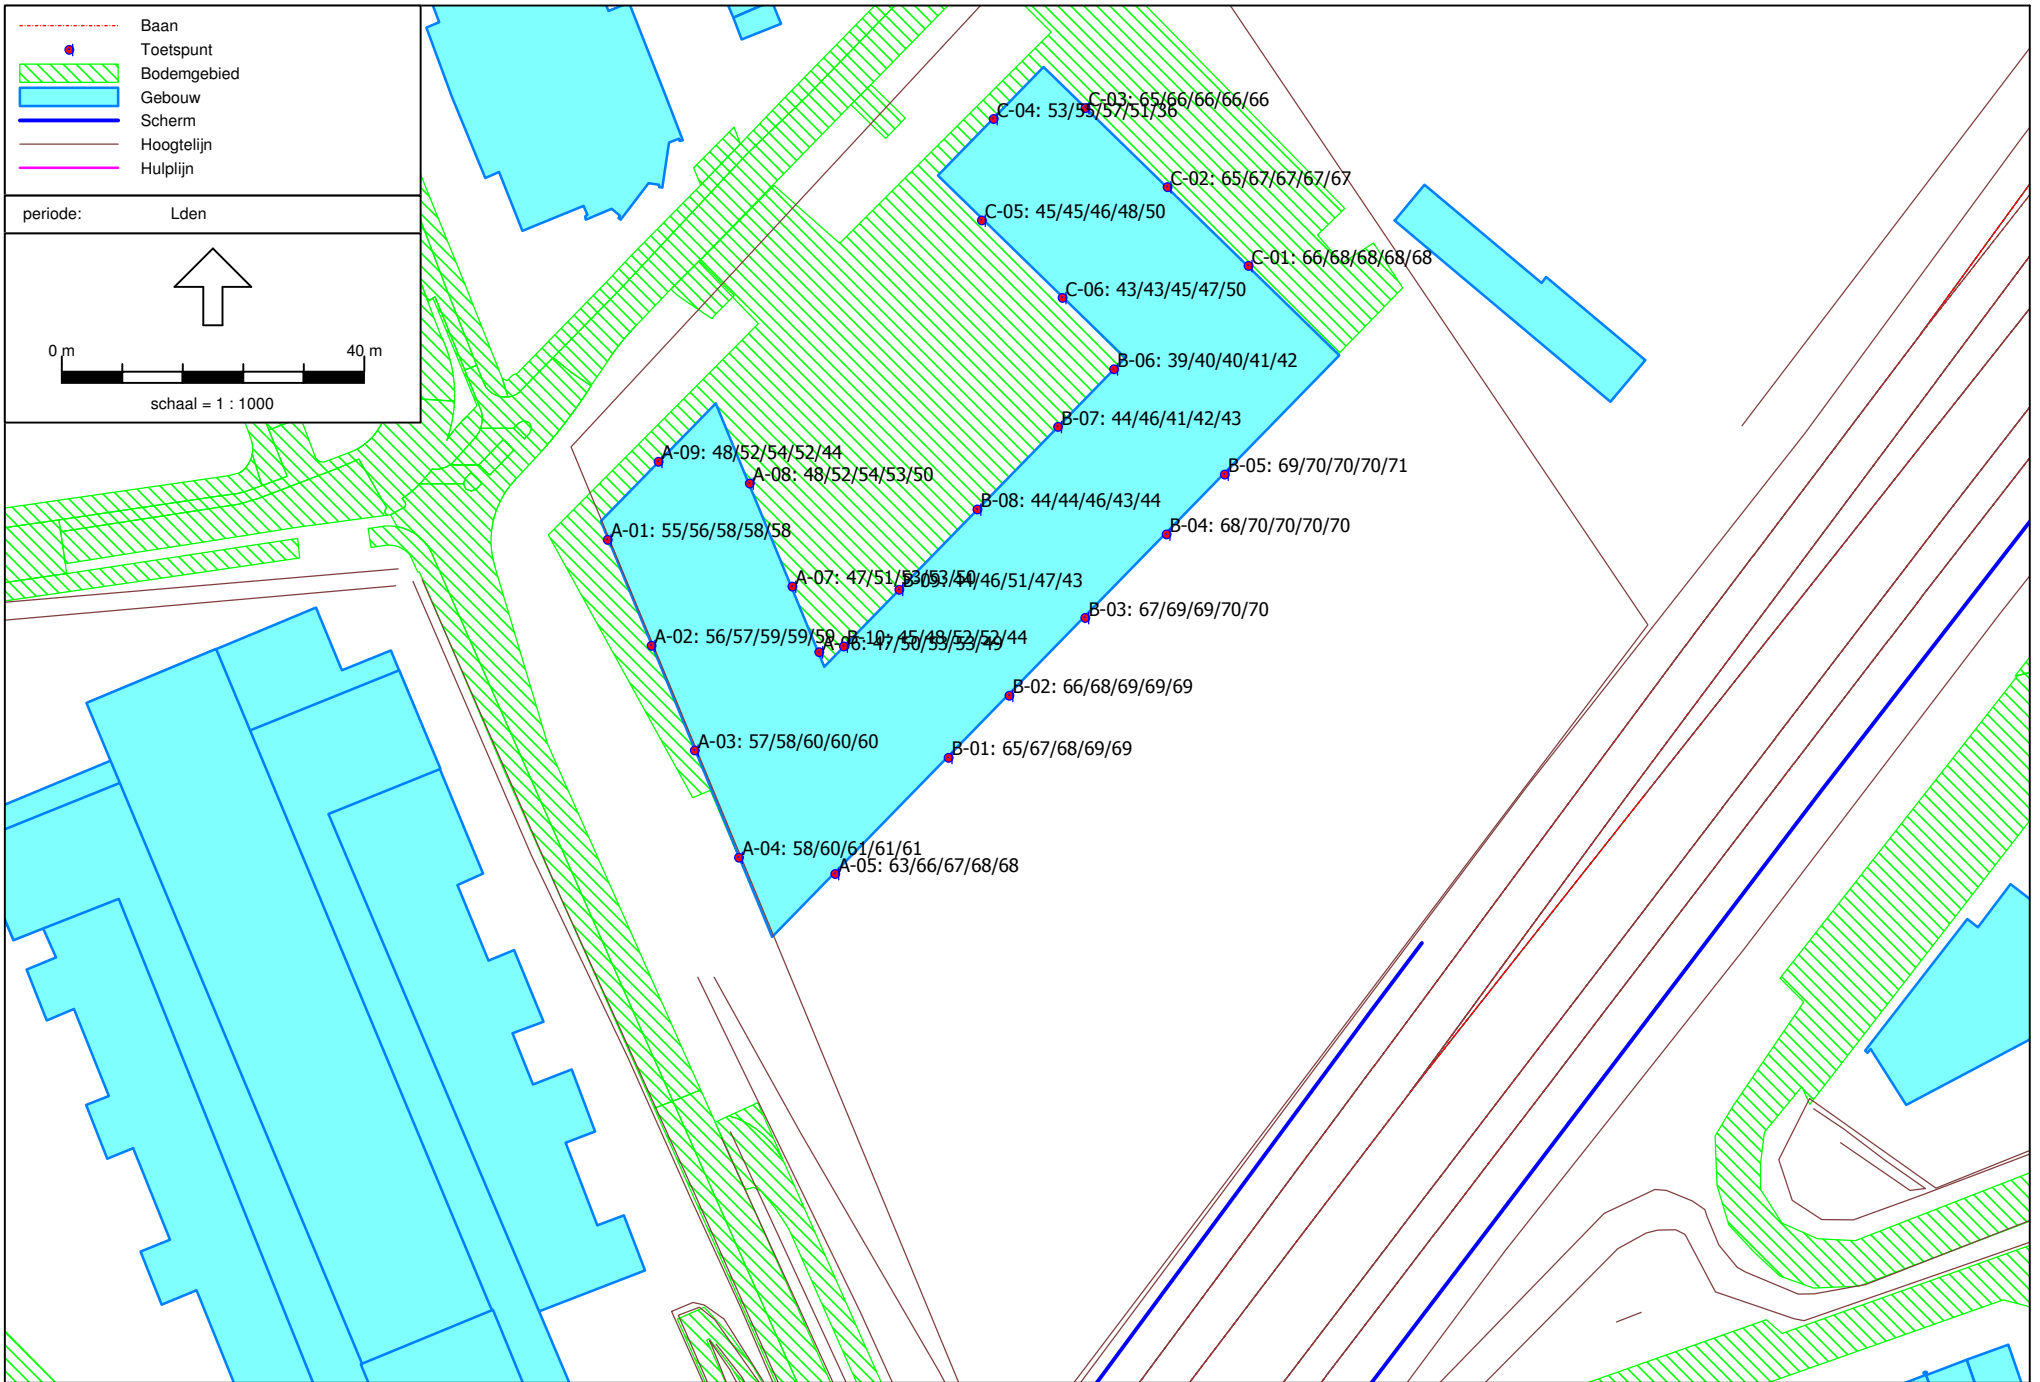 Baan
Toetspunt
Bodemgebied
Gebouw
Scherm
Hoogtelijn
Hulplijn
periode: Lden
0 m 40 m
schaal = 1 : 1000
C-03: 65/66/66/66/66
C-04: 53/55/57/51/36
C-02: 65/67/67/67/67
C-05: 45/45/46/48/50
C-01: 66/68/68/68/68
C-06: 43/43/45/47/50
B-06: 39/40/40/41/42
B-07: 44/46/41/42/43
A-09: 48/52/54/52/44
A-08: 48/52/54/53/50
B-05: 69/70/70/70/71
B-08: 44/44/46/43/44
A-01: 55/56/58/58/58
B-04: 68/70/70/70/70
A-07: 47/51/53/53/50
B-09: 44/46/51/47/43
B-03: 67/69/69/70/70
A-02: 56/57/59/59/59
B-10: 45/48/52/52/44
A-06: 47/50/53/53/49
B-02: 66/68/69/69/69
A-03: 57/58/60/60/60
B-01: 65/67/68/69/69
A-04: 58/60/61/61/61
A-05: 63/66/67/68/68